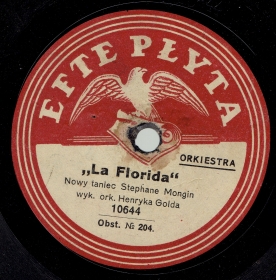 EFTE PŁYTA
ORKIESTRA
„La Florida“
Nowy taniec Stephane Mongin
wyk. ork. Henryka Golda
10644
Obst. № 204.